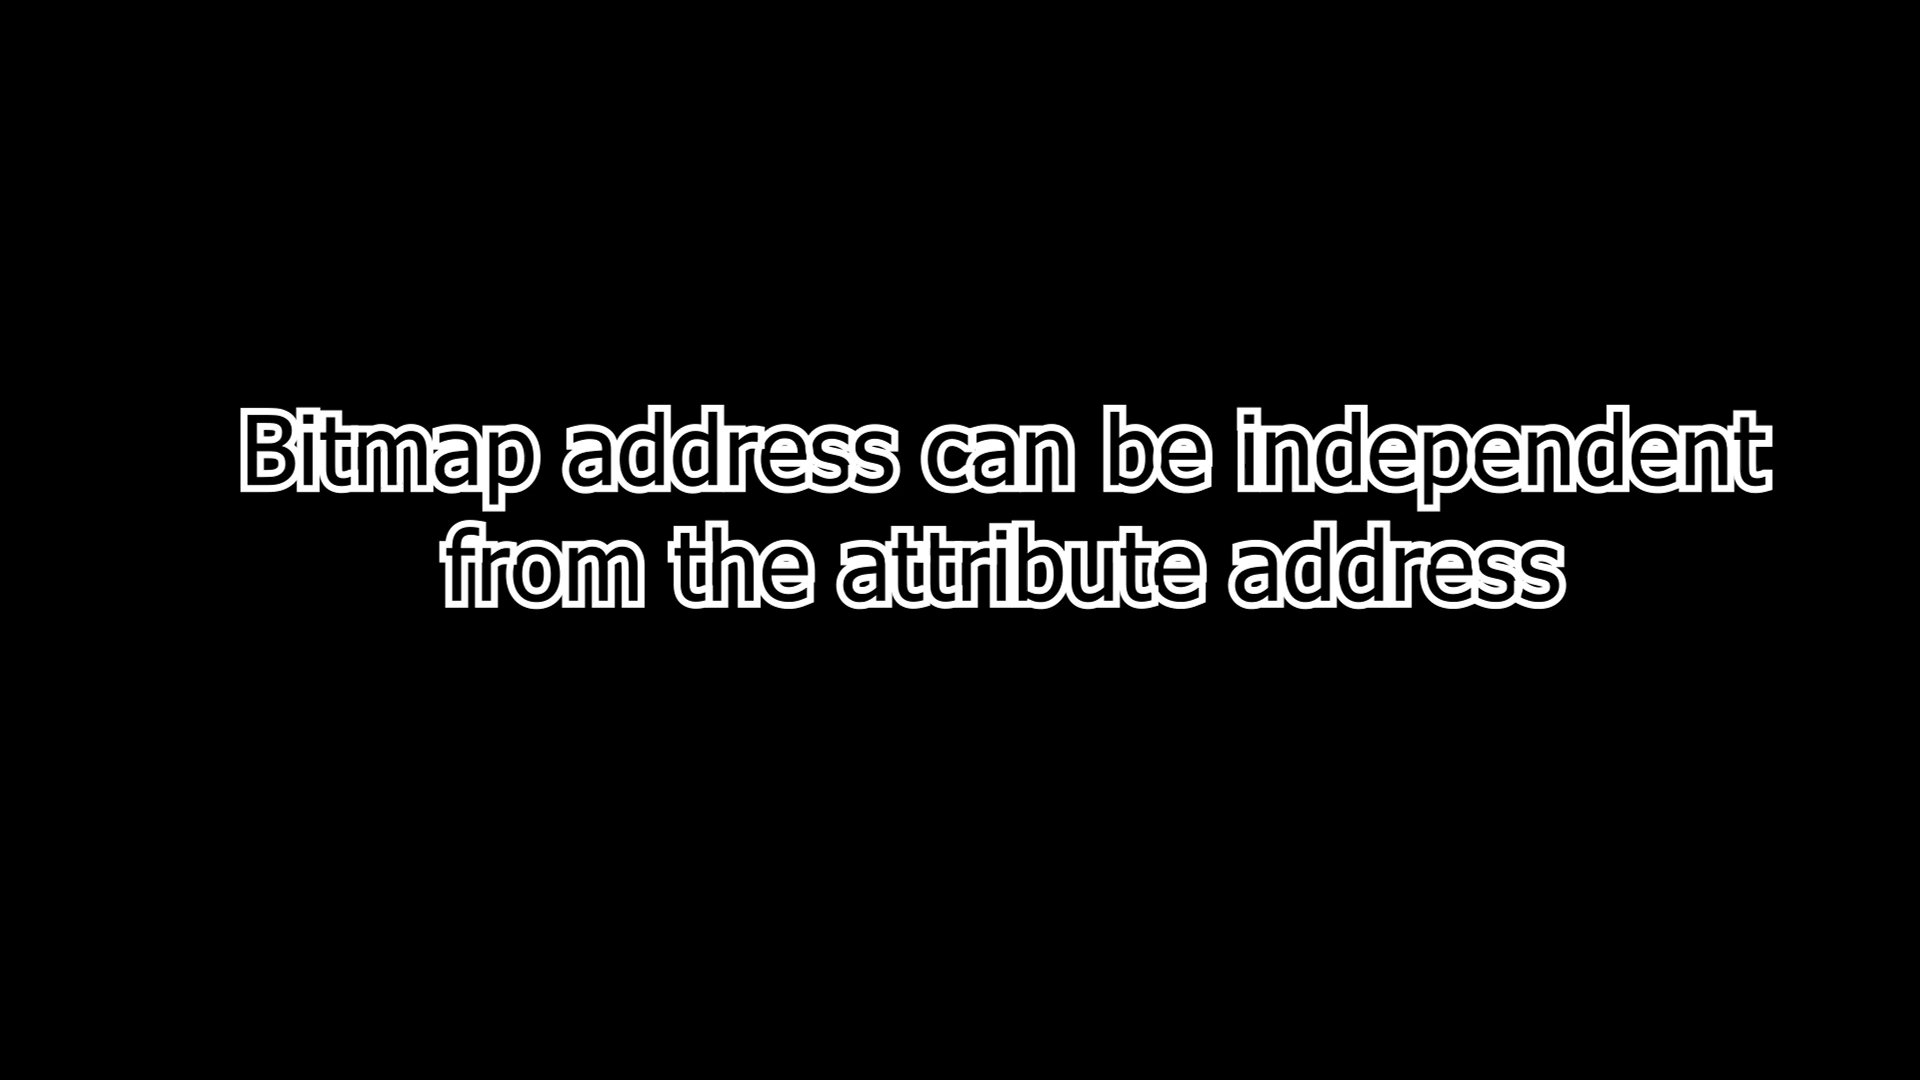 Bitmap address can be independent
from the attribute address